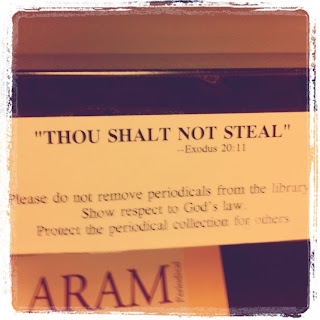 "THOU SHALT NOT STEAL"
--Exodus 20:11
Please do not remove periodicals from the library
Show respect to God's law.
Protect the periodical collection for others
ARAM
Periodical